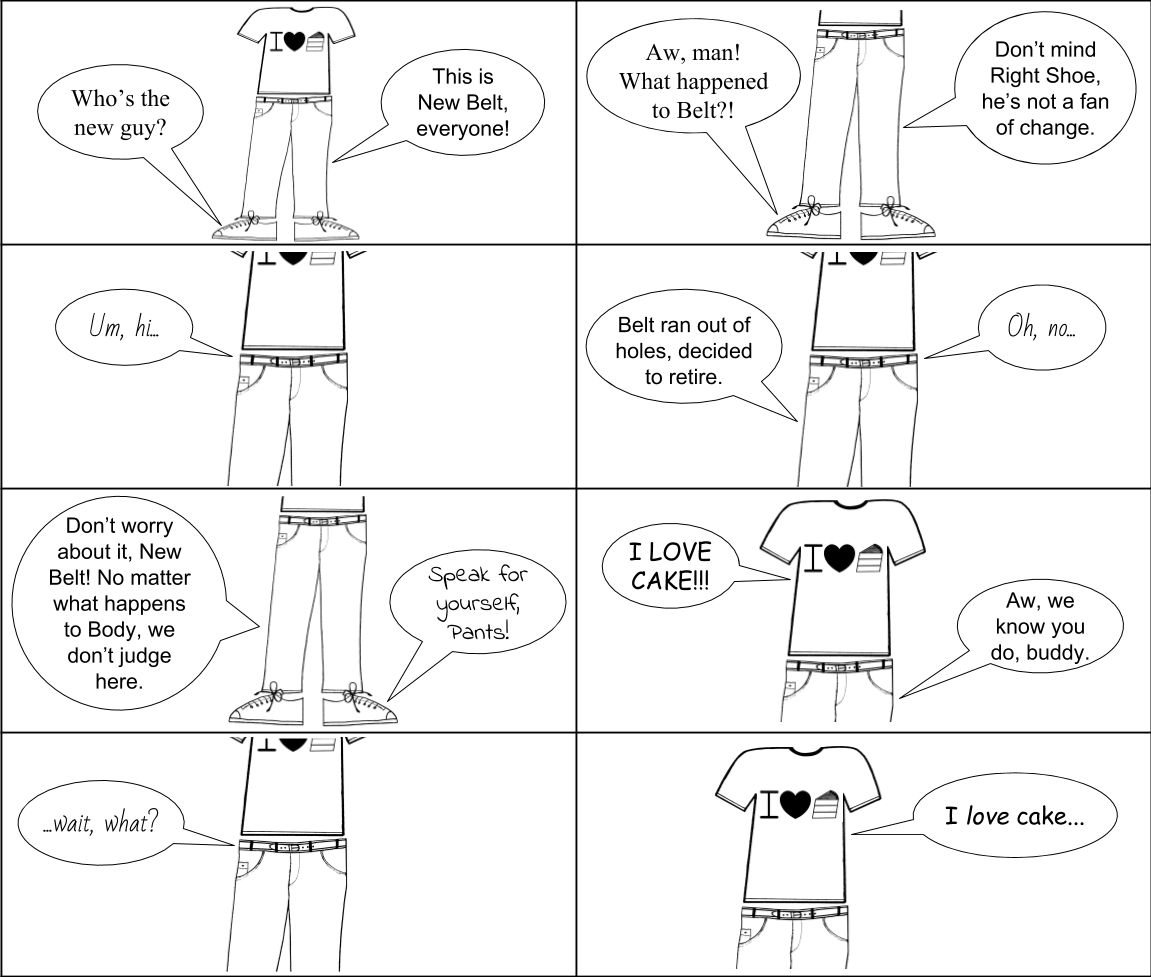 I♥
Who's the
new guy?
This is
New Belt,
everyone!
Aw, man!
What happened
to Belt?!
Don't mind
Right Shoe,
he's not a fan
of change.
I♥
Um, hi...
I♥
Belt ran out of
holes, decided
to retire.
Oh, no...
Don't worry
about it, New
Belt! No matter
what happens
to Body, we
don't judge
here.
Speak for
yourself,
Pants!
I♥
I LOVE
CAKE!!!
Aw, we
know you
do, buddy.
I♥
...wait, what?
I♥
I love cake...